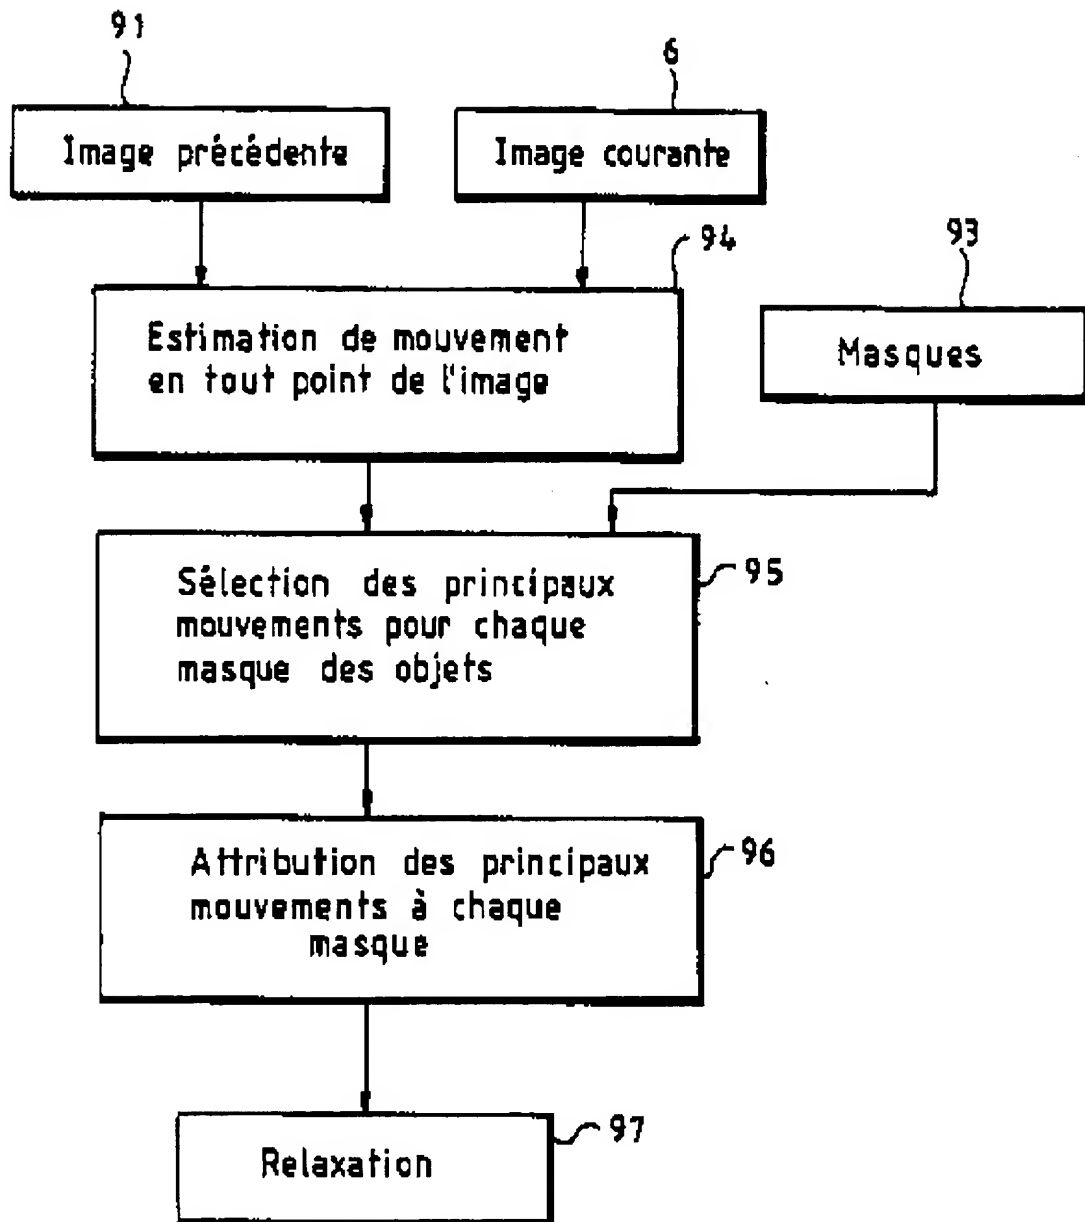 91
6
Image précédente
Image courante
94
93
Estimation de mouvement
en tout point de l'image
Masques
Sélection des principaux
mouvements pour chaque
masque des objets
95
Attribution des principaux
mouvements à chaque
masque
96
Relaxation
97